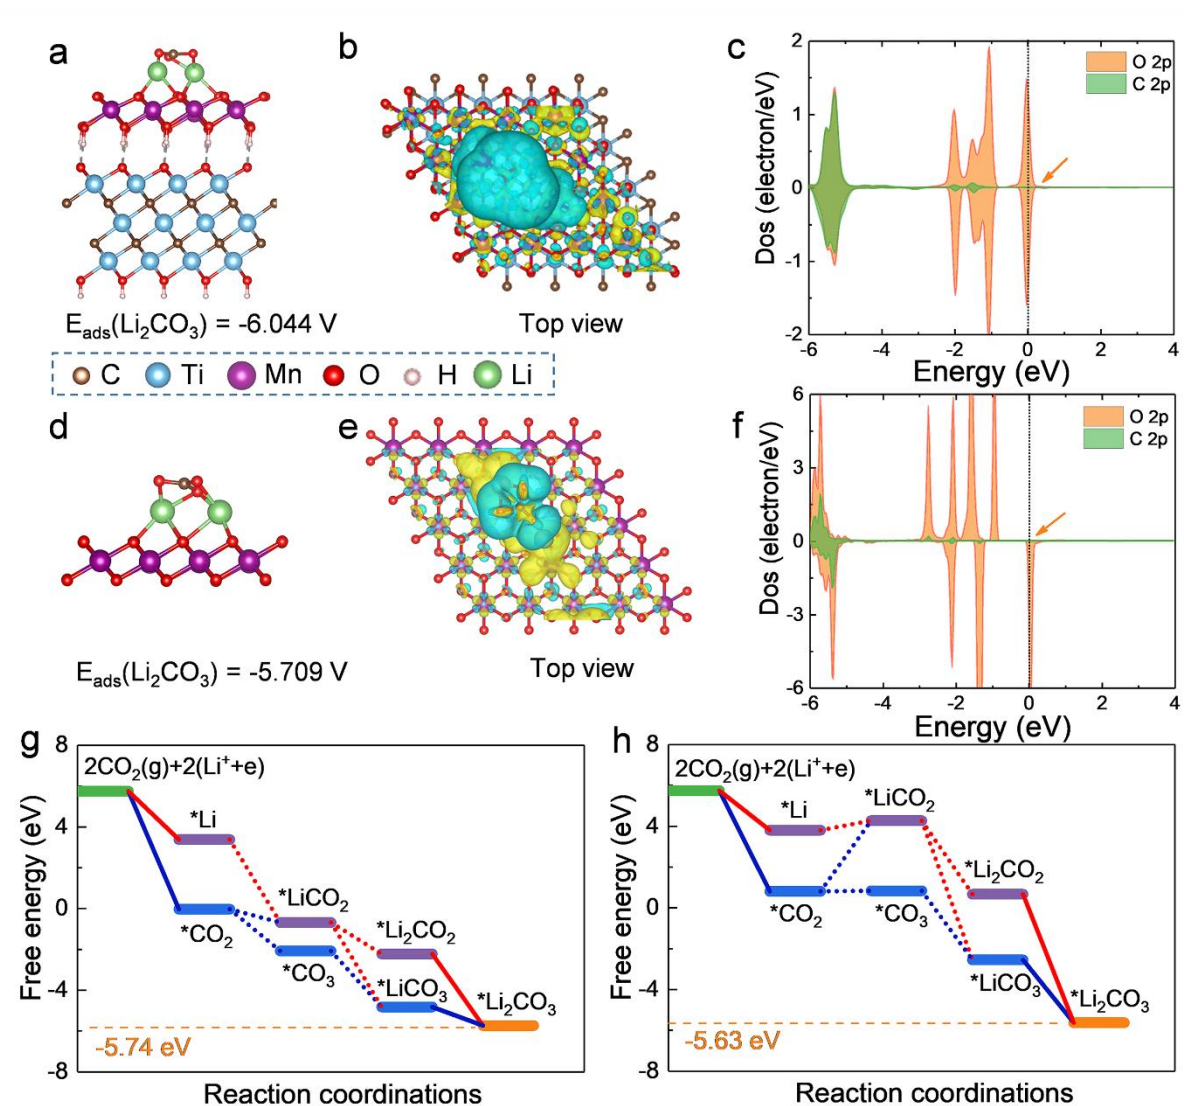 a
b
c
2
1
0
-1
-2
Dos (electron/eV)
O 2p
C 2p
-6 -4 -2 0 2 4
Energy (eV)
E_ads(Li₂CO₃) = -6.044 V
Top view
C Ti Mn O H Li
d
e
f
6
3
0
-3
-6
Dos (electron/eV)
O 2p
C 2p
-6 -4 -2 0 2 4
Energy (eV)
E_ads(Li₂CO₃) = -5.709 V
Top view
g
8
4
0
-4
-8
Free energy (eV)
2CO₂(g)+2(Li⁺+e)
*Li
*CO₂
*LiCO₂
*CO₃
*Li₂CO₂
*LiCO₃
*Li₂CO₃
-5.74 eV
Reaction coordinations
h
8
4
0
-4
-8
Free energy (eV)
2CO₂(g)+2(Li⁺+e)
*Li
*LiCO₂
*CO₂
*CO₃
*Li₂CO₂
*LiCO₃
*Li₂CO₃
-5.63 eV
Reaction coordinations